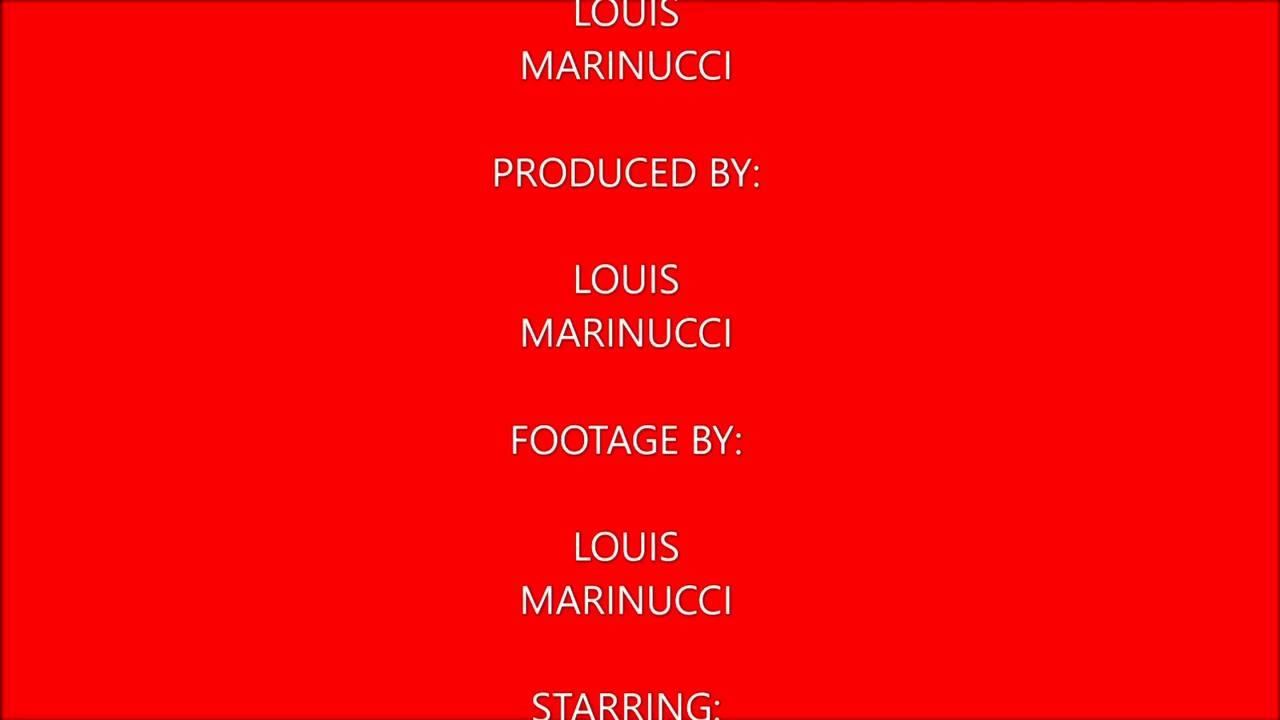 LOUIS
MARINUCCI
PRODUCED BY:
LOUIS
MARINUCCI
FOOTAGE BY:
LOUIS
MARINUCCI
STARRING: